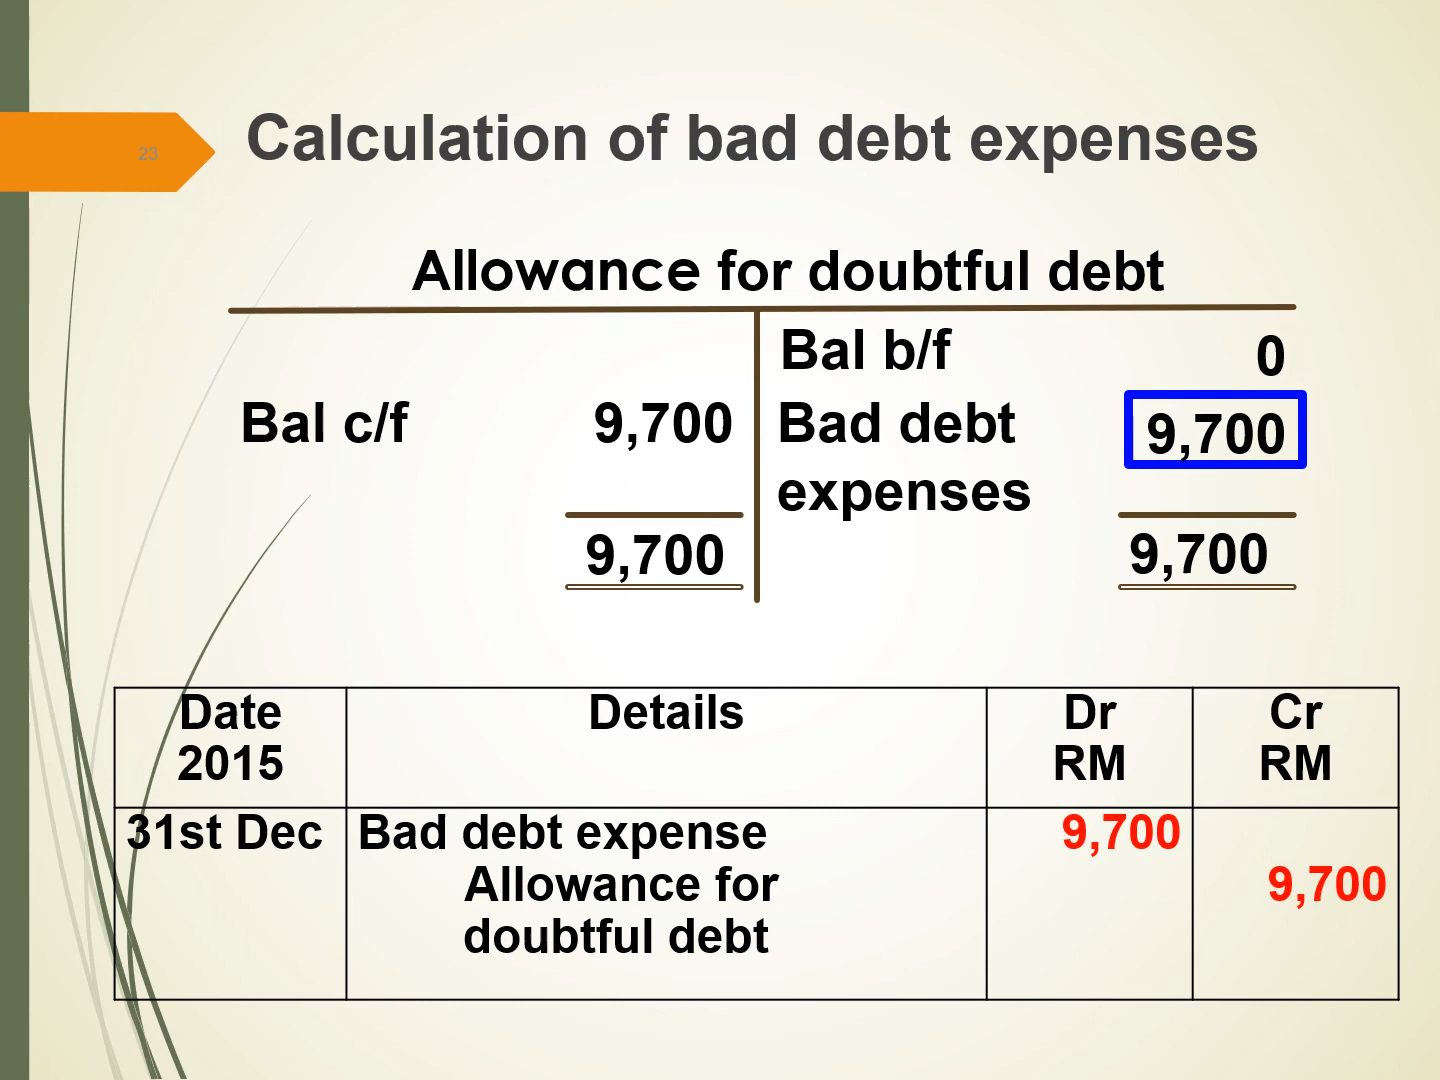 23
Calculation of bad debt expenses
Allowance for doubtful debt
Bal b/f 0
Bal c/f 9,700 Bad debt 9,700
expenses
9,700 9,700
Date Details Dr Cr
2015 RM RM
31st Dec Bad debt expense 9,700
Allowance for 9,700
doubtful debt